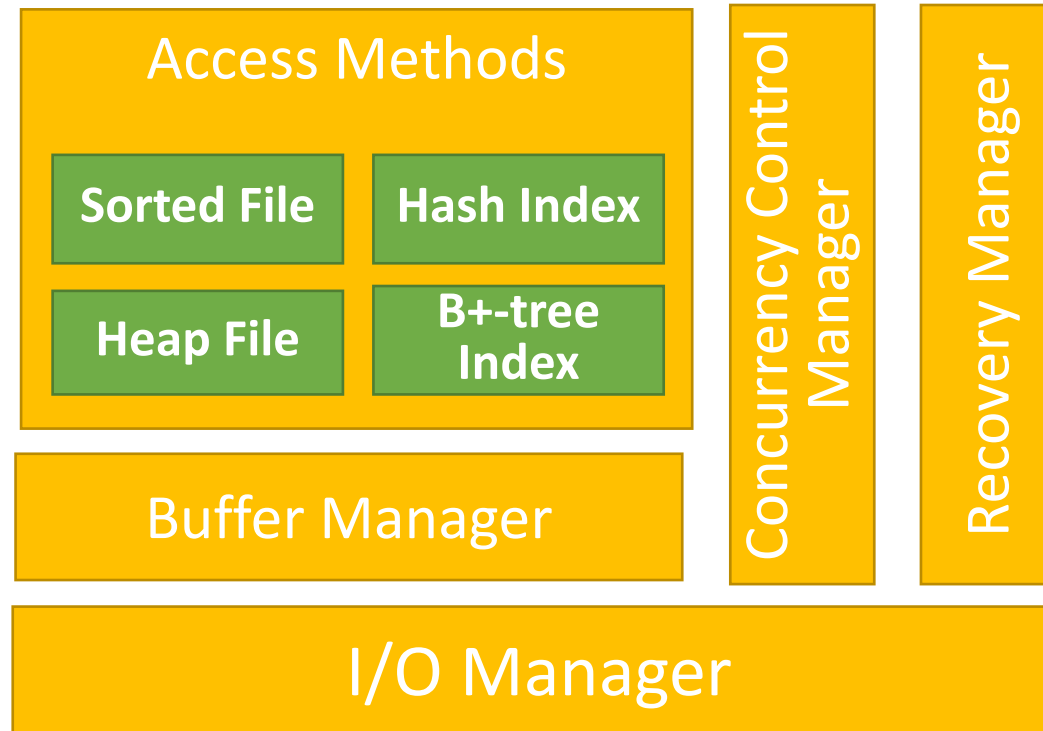 Access Methods
Sorted File
Hash Index
Heap File
B+-tree
Index
Buffer Manager
Concurrency Control
Manager
Recovery Manager
I/O Manager